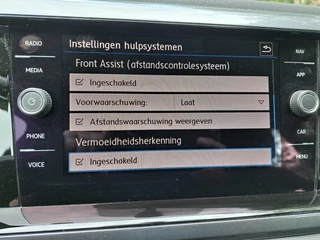 Instellingen hulpsystemen
Front Assist (afstandscontrolesysteem)
Ingeschakeld
Voorwaarschuwing: Laat
Afstandswaarschuwing weergeven
Vermoeidheidsherkenning
Ingeschakeld
RADIO
MEDIA
PHONE
VOICE
NAV
APP
CAR
MENU